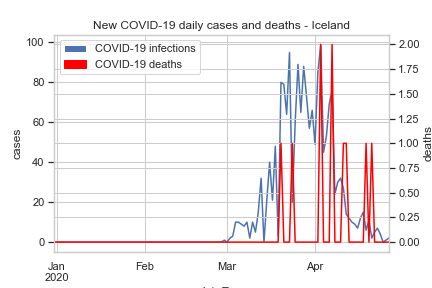 New COVID-19 daily cases and deaths - Iceland
COVID-19 infections
COVID-19 deaths
100
80
60
40
20
0
cases
2.00
1.75
1.50
1.25
1.00
0.75
0.50
0.25
0.00
deaths
Jan
2020
Feb
Mar
Apr